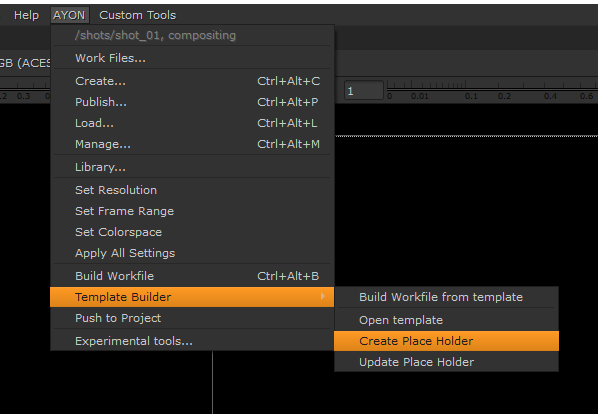 Help AYON Custom Tools
/shots/shot_01, compositing
Work Files...
GB (ACES
Create... Ctrl+Alt+C
1
Publish... Ctrl+Alt+P
0.2 0.3 0 0.01 0.1 0.2 0.4 0.6
Load... Ctrl+Alt+L
Manage... Ctrl+Alt+M
Library...
Set Resolution
Set Frame Range
Set Colorspace
Apply All Settings
Build Workfile Ctrl+Alt+B
Template Builder
Build Workfile from template
Push to Project
Open template
Experimental tools...
Create Place Holder
Update Place Holder